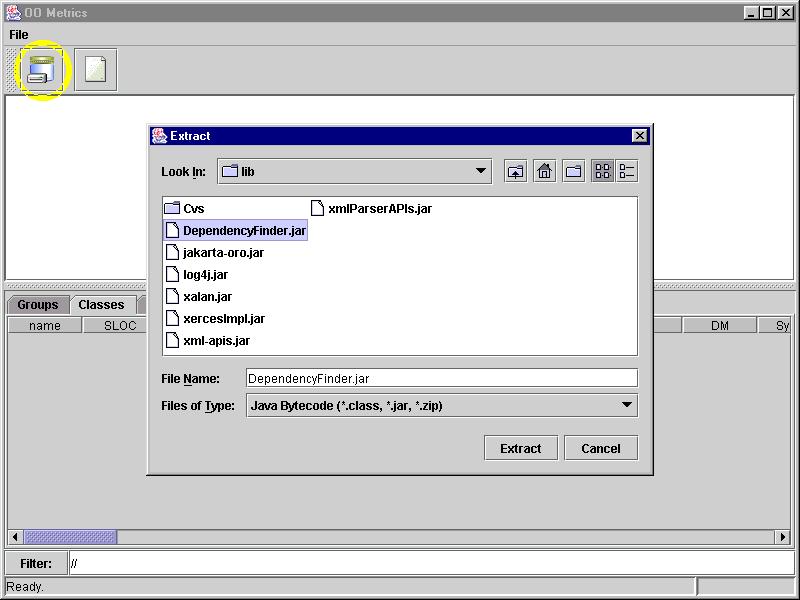 OO Metrics
File
Extract
Look In: lib
Cvs xmlParserAPIs.jar
DependencyFinder.jar
jakarta-oro.jar
log4j.jar
xalan.jar
xercesImpl.jar
xml-apis.jar
File Name: DependencyFinder.jar
Files of Type: Java Bytecode (*.class, *.jar, *.zip)
Extract Cancel
Groups Classes
name SLOC DM Sy
Filter: //
Ready.